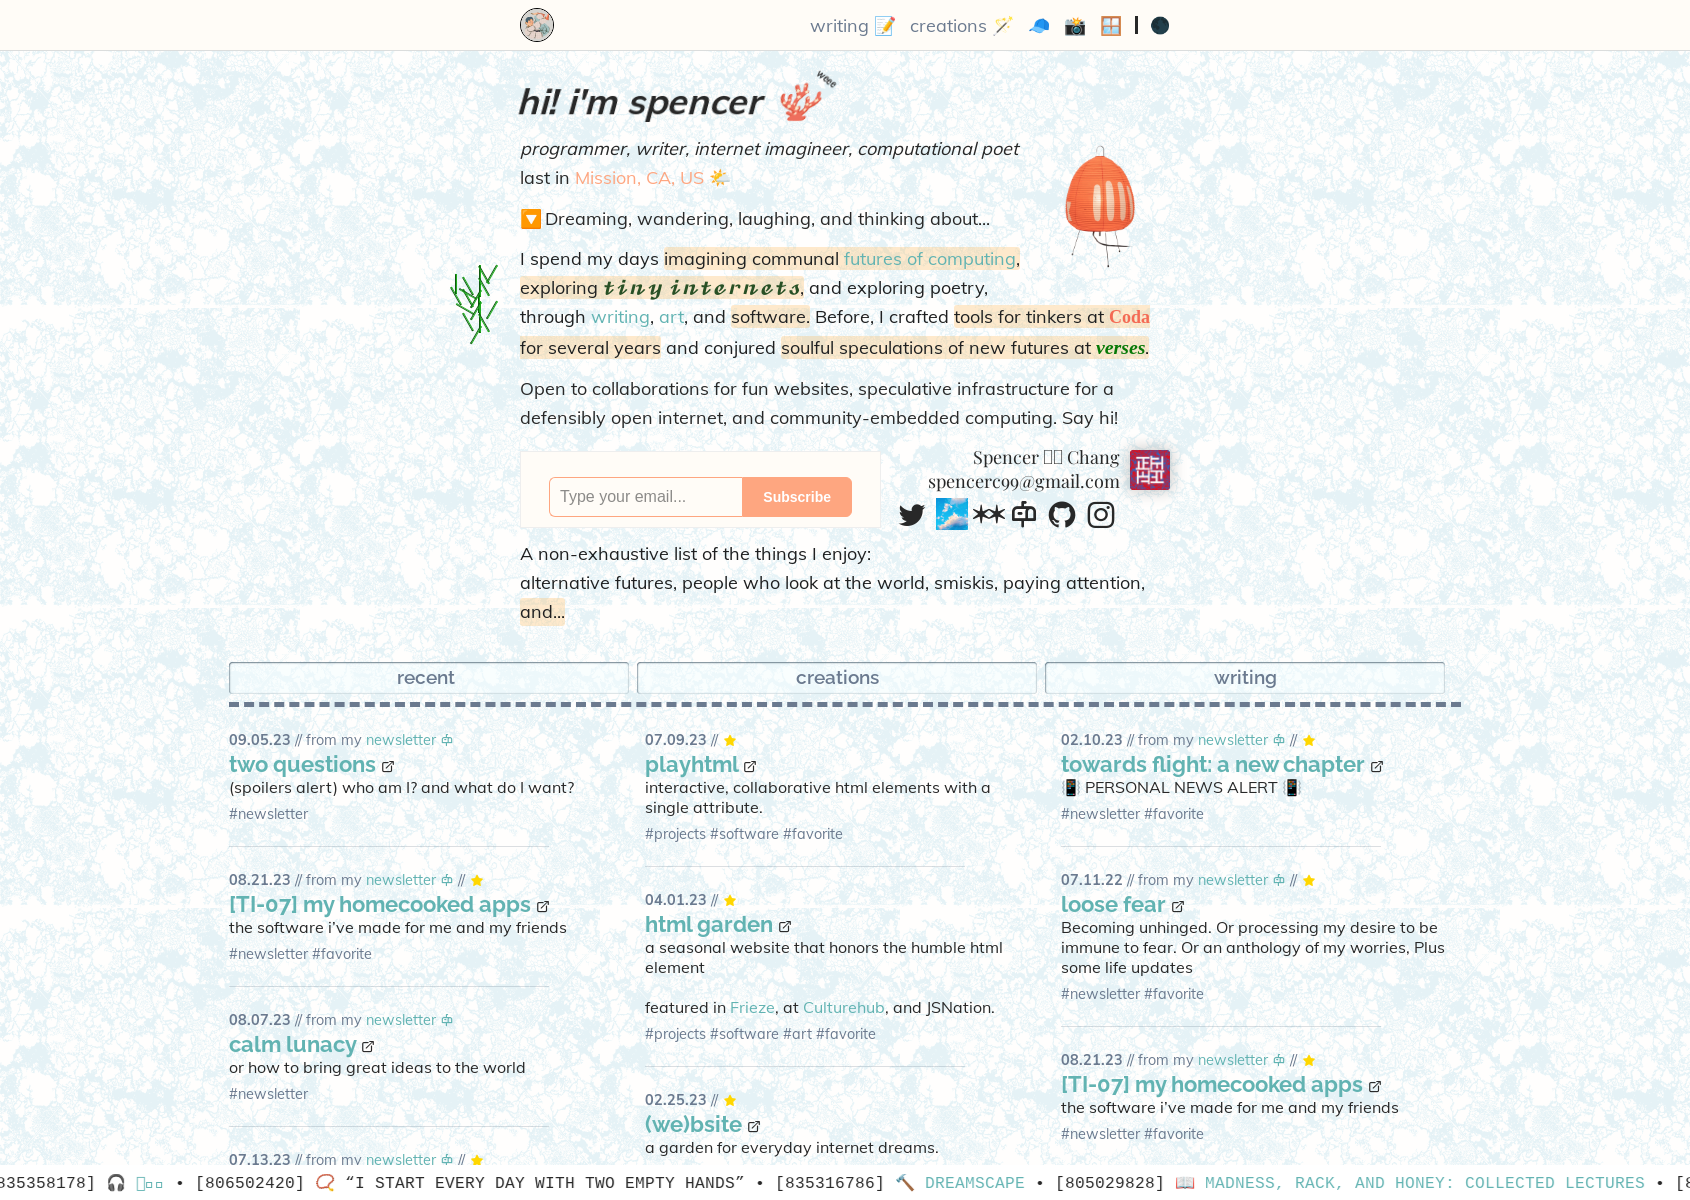 writing 📝 creations 🪄 🧢 📸 🪟 | 🌑
hi! i'm spencer
weee
programmer, writer, internet imagineer, computational poet
last in Mission, CA, US 🌤️
🔽 Dreaming, wandering, laughing, and thinking about...
I spend my days imagining communal futures of computing,
exploring tiny internets, and exploring poetry,
through writing, art, and software. Before, I crafted tools for tinkers at Coda
for several years and conjured soulful speculations of new futures at verses.
Open to collaborations for fun websites, speculative infrastructure for a
defensibly open internet, and community-embedded computing. Say hi!
Type your email... Subscribe
Spencer Chang
spencerc99@gmail.com
A non-exhaustive list of the things I enjoy:
alternative futures, people who look at the world, smiskis, paying attention,
and...
recent creations writing
09.05.23 // from my newsletter
two questions
(spoilers alert) who am I? and what do I want?
#newsletter
08.21.23 // from my newsletter // ⭐
[TI-07] my homecooked apps
the software i've made for me and my friends
#newsletter #favorite
08.07.23 // from my newsletter
calm lunacy
or how to bring great ideas to the world
#newsletter
07.13.23 // from my newsletter // ⭐
07.09.23 // ⭐
playhtml
interactive, collaborative html elements with a
single attribute.
#projects #software #favorite
04.01.23 // ⭐
html garden
a seasonal website that honors the humble html
element
featured in Frieze, at Culturehub, and JSNation.
#projects #software #art #favorite
02.25.23 // ⭐
(we)bsite
a garden for everyday internet dreams.
02.10.23 // from my newsletter // ⭐
towards flight: a new chapter
📳 PERSONAL NEWS ALERT 📳
#newsletter #favorite
07.11.22 // from my newsletter // ⭐
loose fear
Becoming unhinged. Or processing my desire to be
immune to fear. Or an anthology of my worries, Plus
some life updates
#newsletter #favorite
08.21.23 // from my newsletter // ⭐
[TI-07] my homecooked apps
the software i've made for me and my friends
#newsletter #favorite
835358178] 🎧 • [806502420] 📿 “I START EVERY DAY WITH TWO EMPTY HANDS” • [835316786] 🔨 DREAMSCAPE • [805029828] 📖 MADNESS, RACK, AND HONEY: COLLECTED LECTURES • [8